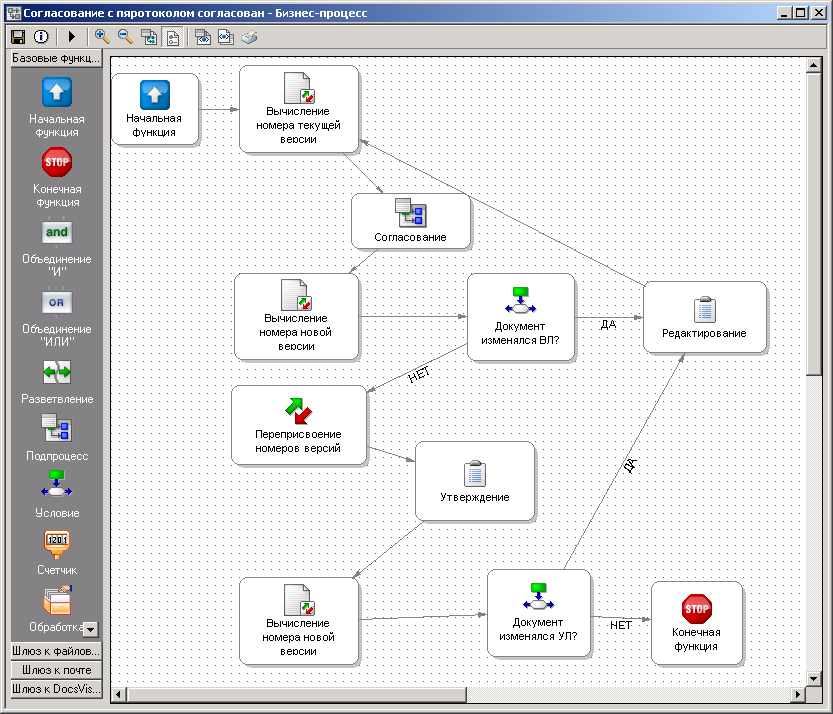 Согласование с пяротоколом согласован - Бизнес-процесс
Базовые функц...
Начальная
функция
STOP
Конечная
функция
and
Объединение
"И"
OR
Объединение
"ИЛИ"
Разветвление
Подпроцесс
Условие
1201
Счетчик
Обработка
Шлюз к файлов...
Шлюз к почте
Шлюз к DocsVis...
Начальная
функция
Вычисление
номера текущей
версии
Согласование
Вычисление
номера новой
версии
Документ
изменялся ВЛ?
ДА
Редактирование
НЕТ
Переприсвоение
номеров версий
Утверждение
ДА
Вычисление
номера новой
версии
Документ
изменялся УЛ?
НЕТ
STOP
Конечная
функция